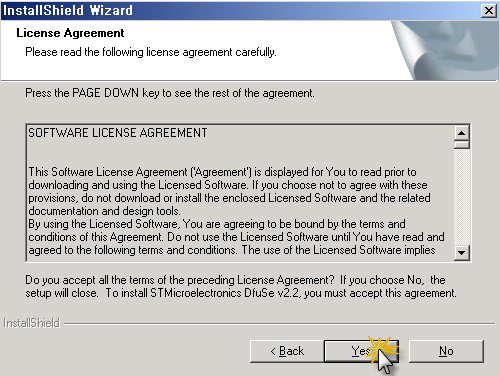 InstallShield Wizard
License Agreement
Please read the following license agreement carefully.
Press the PAGE DOWN key to see the rest of the agreement.
SOFTWARE LICENSE AGREEMENT
This Software License Agreement ('Agreement') is displayed for You to read prior to
downloading and using the Licensed Software. If you choose not to agree with these
provisions, do not download or install the enclosed Licensed Software and the related
documentation and design tools.
By using the Licensed Software, You are agreeing to be bound by the terms and
conditions of this Agreement. Do not use the Licensed Software until You have read and
agreed to the following terms and conditions. The use of the Licensed Software implies
Do you accept all the terms of the preceding License Agreement? If you choose No, the
setup will close. To install STMicroelectronics DfuSe v2.2, you must accept this agreement.
InstallShield
< Back Yes No